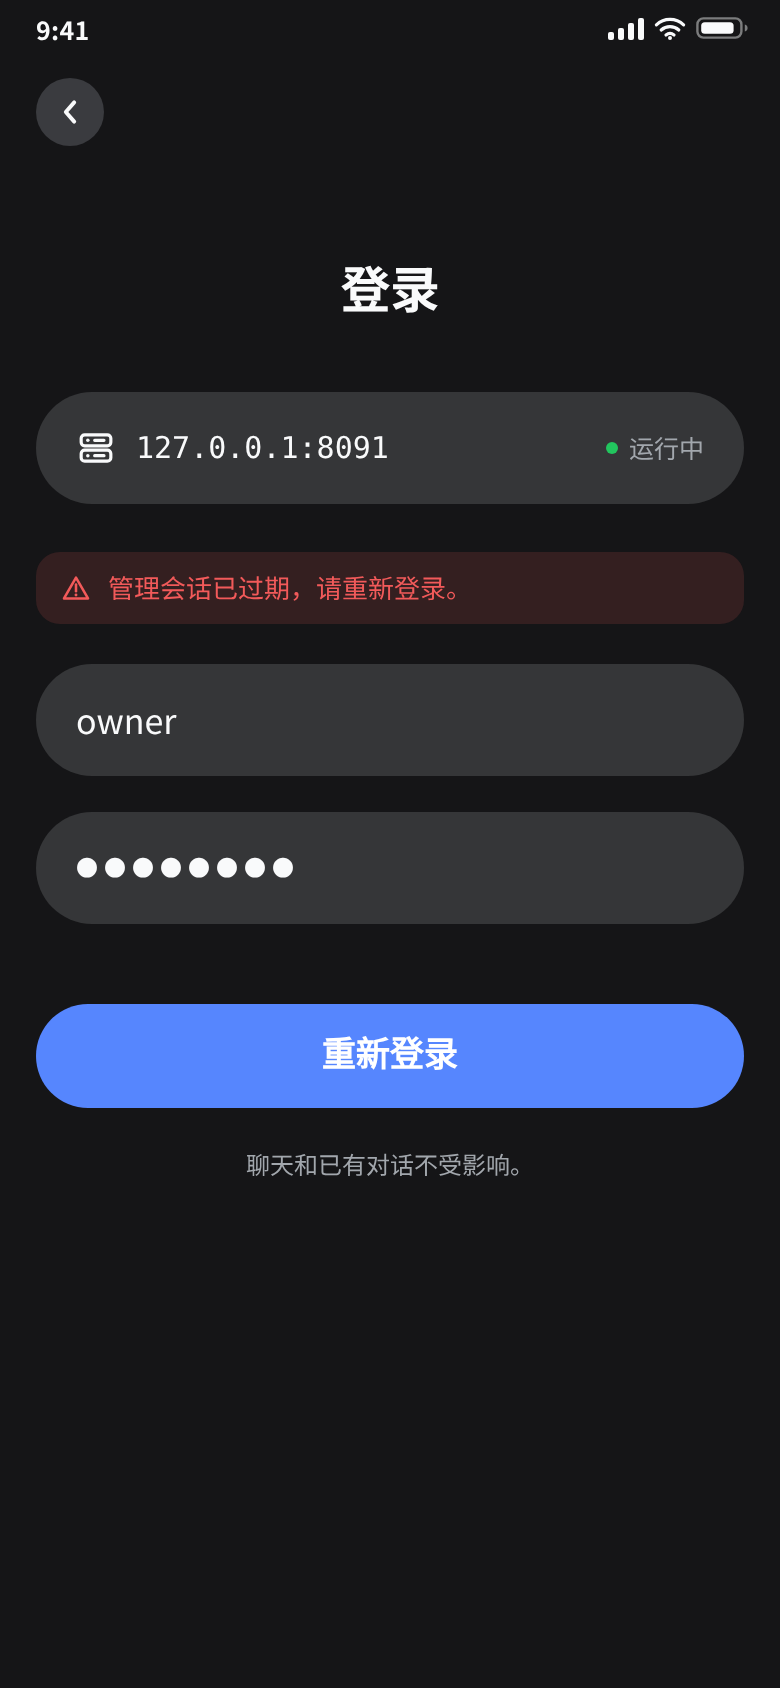 9:41
登录
127.0.0.1:8091
运行中
管理会话已过期，请重新登录。
owner
重新登录
聊天和已有对话不受影响。